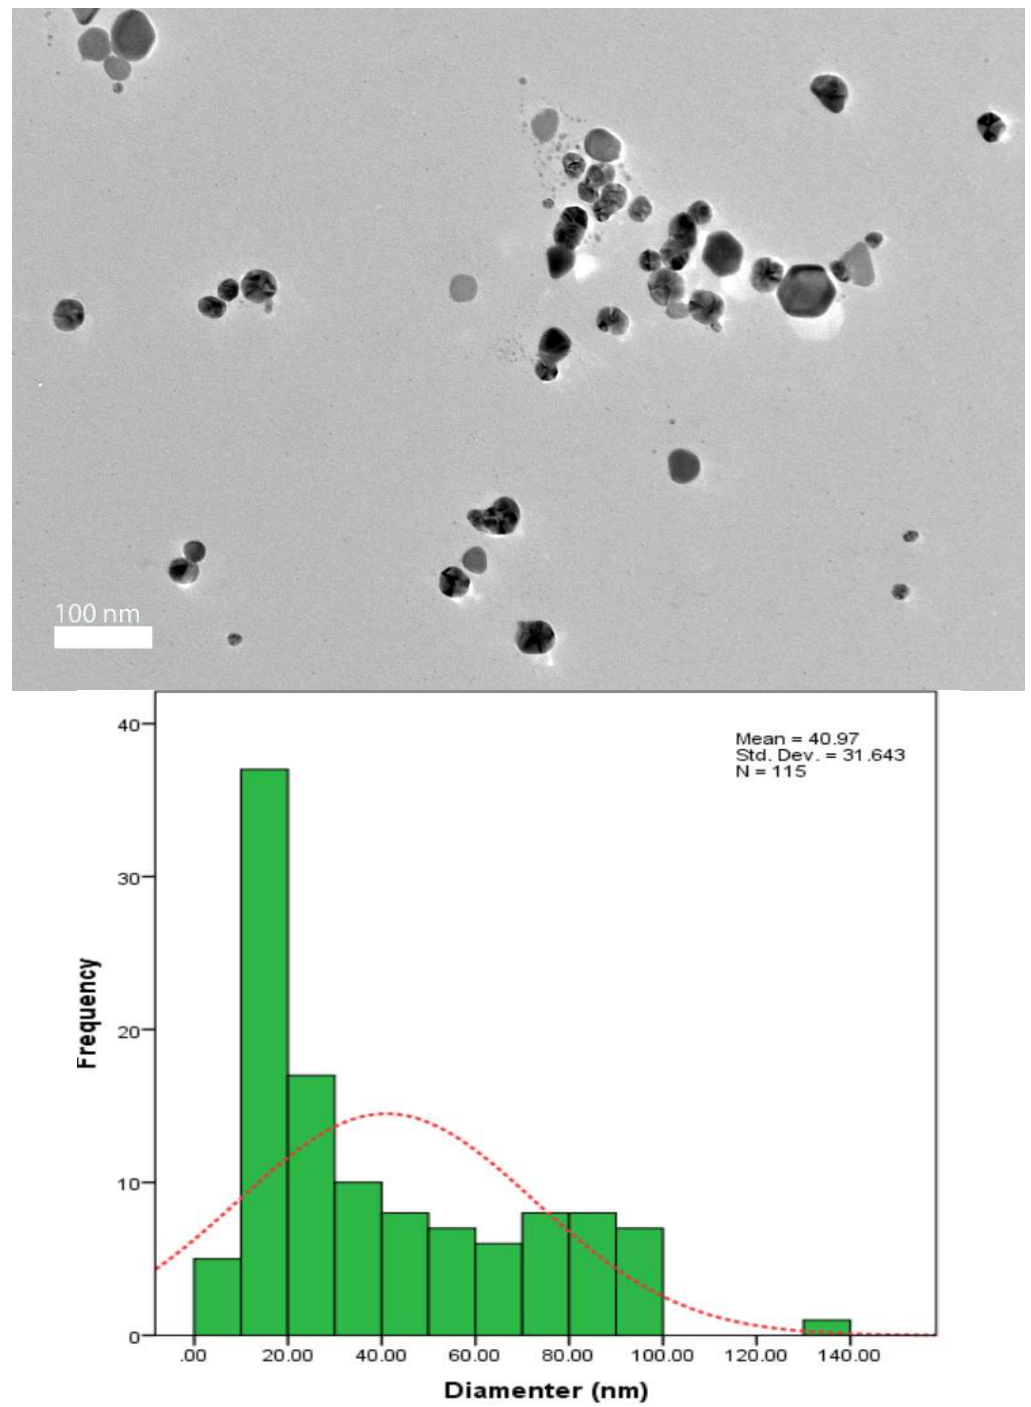 100 nm
Mean = 40.97
Std. Dev. = 31.643
N = 115
40
30
20
10
0
Frequency
.00 20.00 40.00 60.00 80.00 100.00 120.00 140.00
Diamenter (nm)